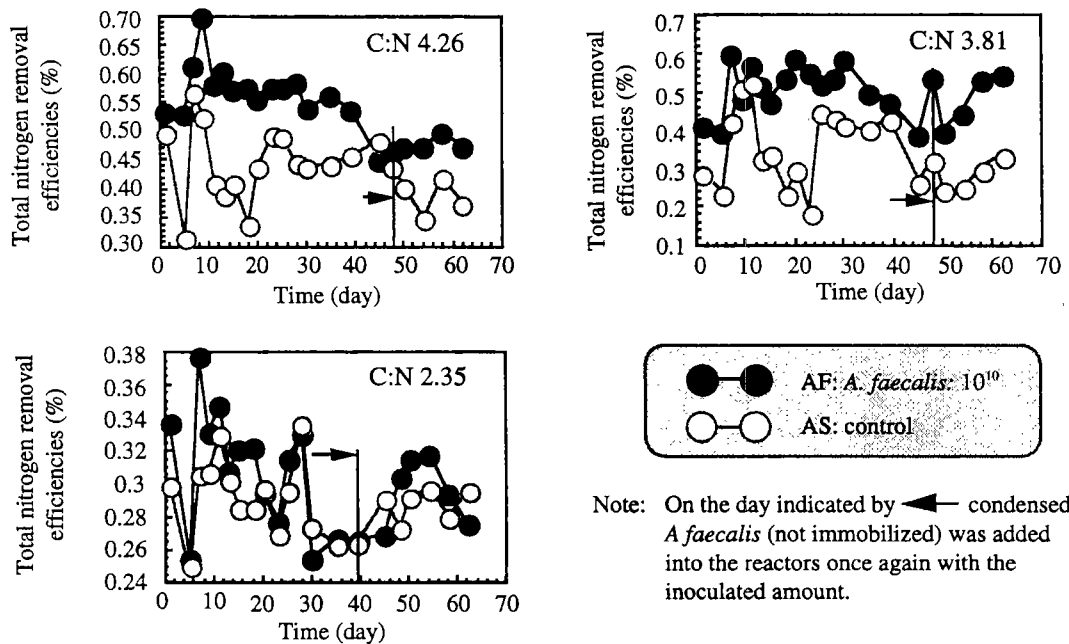 Total nitrogen removal
efficiencies (%)
0.70
0.65
0.60
0.55
0.50
0.45
0.40
0.35
0.30
C:N 4.26
0 10 20 30 40 50 60 70
Time (day)
Total nitrogen removal
efficiencies (%)
0.7
0.6
0.5
0.4
0.3
0.2
0.1
C:N 3.81
0 10 20 30 40 50 60 70
Time (day)
Total nitrogen removal
efficiencies (%)
0.38
0.36
0.34
0.32
0.3
0.28
0.26
0.24
C:N 2.35
0 10 20 30 40 50 60 70
Time (day)
AF: A. faecalis: 10¹⁰
AS: control
Note: On the day indicated by condensed
A faecalis (not immobilized) was added
into the reactors once again with the
inoculated amount.